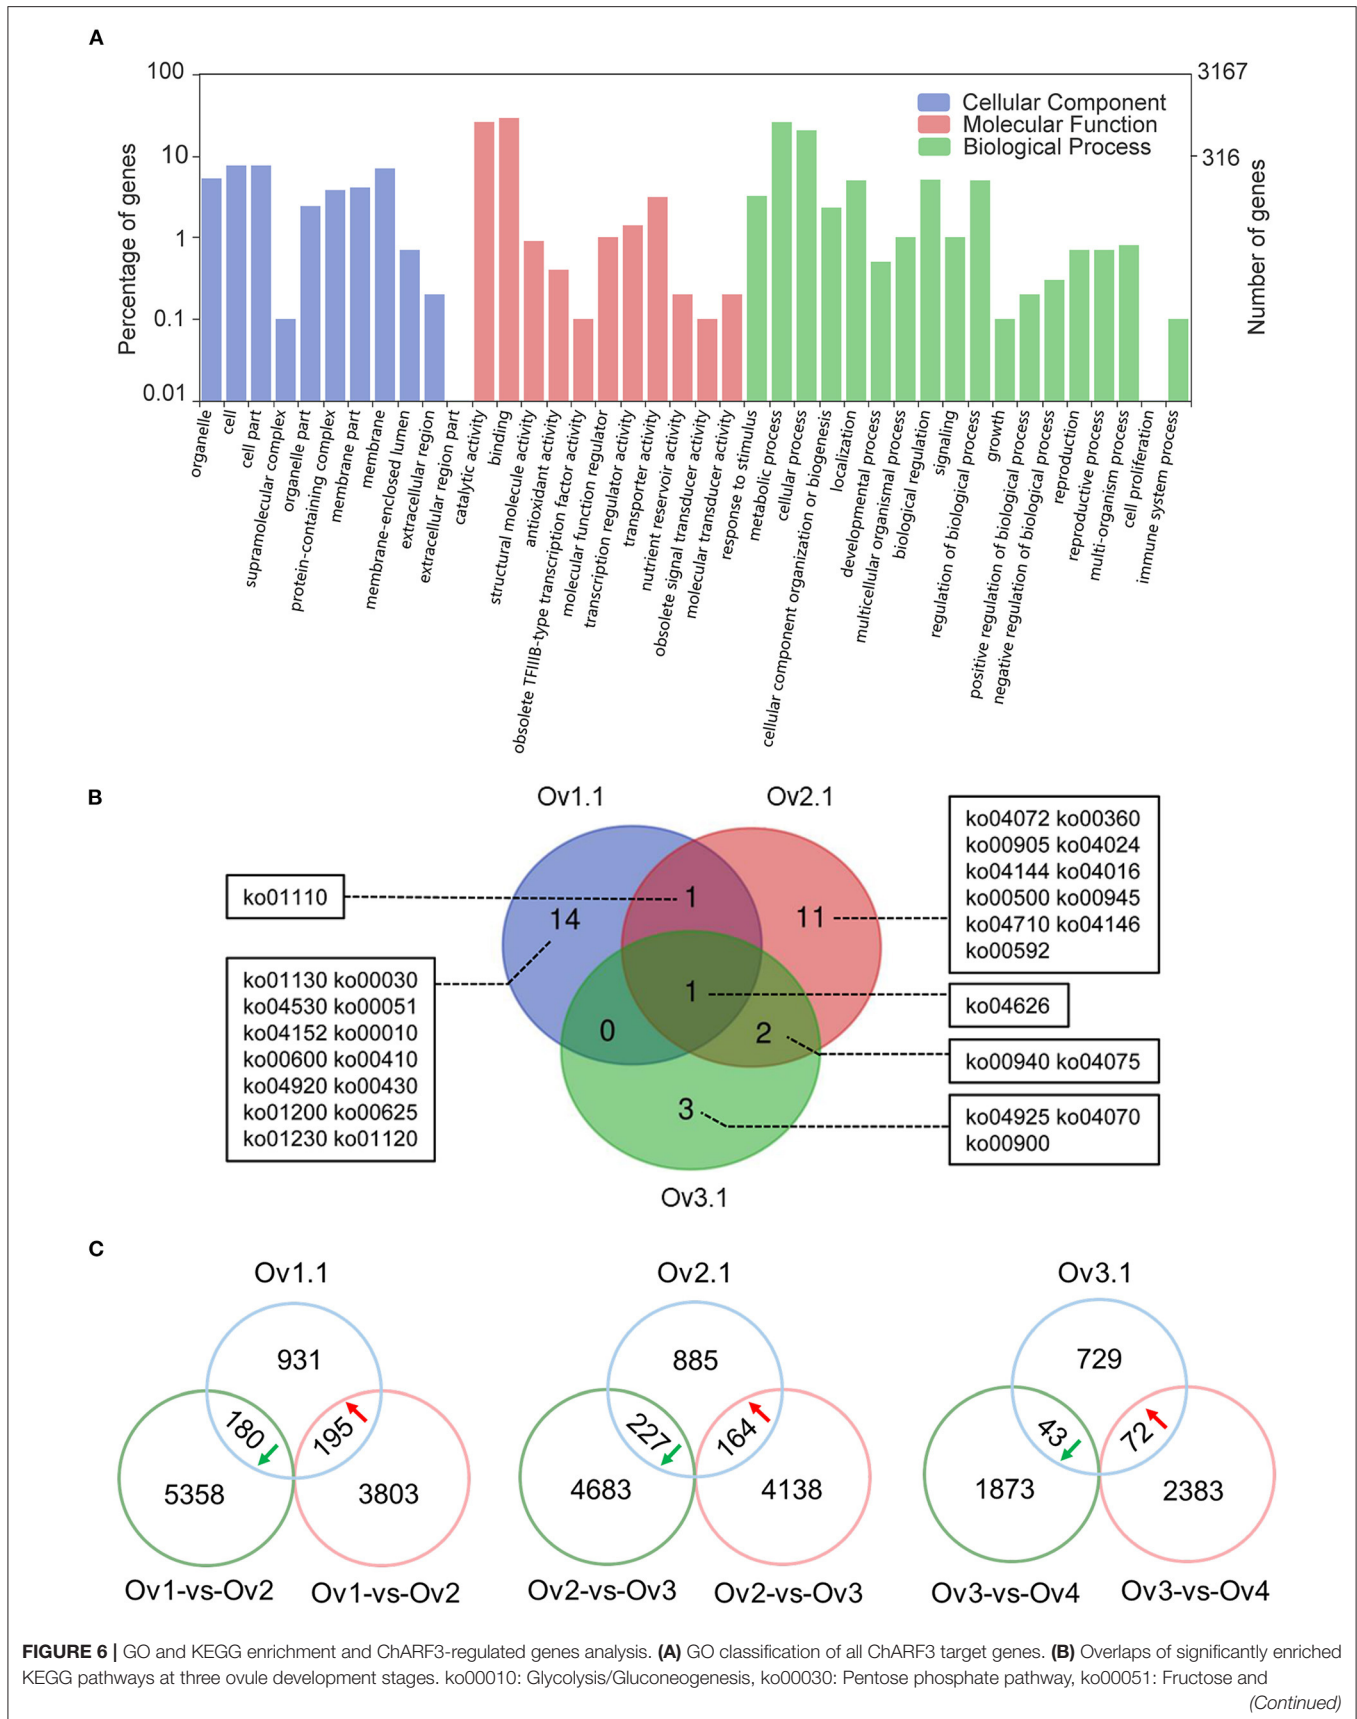 A
100
10
1
0.1
0.01
Percentage of genes
3167
316
Number of genes
Cellular Component
Molecular Function
Biological Process
organelle
cell
cell part
supramolecular complex
organelle part
protein-containing complex
membrane part
membrane
membrane-enclosed lumen
extracellular region
extracellular region part
catalytic activity
binding
structural molecule activity
antioxidant activity
obsolete TFIIIB-type transcription factor activity
molecular function regulator
transcription regulator activity
transporter activity
nutrient reservoir activity
obsolete signal transducer activity
molecular transducer activity
response to stimulus
metabolic process
cellular process
cellular component organization or biogenesis
localization
developmental process
multicellular organismal process
biological regulation
signaling
regulation of biological process
growth
positive regulation of biological process
negative regulation of biological process
reproduction
reproductive process
multi-organism process
cell proliferation
immune system process
B
Ov1.1
Ov2.1
Ov3.1
14
1
11
1
0
2
3
ko01110
ko01130 ko00030
ko04530 ko00051
ko04152 ko00010
ko00600 ko00410
ko04920 ko00430
ko01200 ko00625
ko01230 ko01120
ko04072 ko00360
ko00905 ko04024
ko04144 ko04016
ko00500 ko00945
ko04710 ko04146
ko00592
ko04626
ko00940 ko04075
ko04925 ko04070
ko00900
C
Ov1.1
931
180
195
5358
3803
Ov1-vs-Ov2
Ov1-vs-Ov2
Ov2.1
885
227
164
4683
4138
Ov2-vs-Ov3
Ov2-vs-Ov3
Ov3.1
729
43
72
1873
2383
Ov3-vs-Ov4
Ov3-vs-Ov4
FIGURE 6 | GO and KEGG enrichment and ChARF3-regulated genes analysis. (A) GO classification of all ChARF3 target genes. (B) Overlaps of significantly enriched
KEGG pathways at three ovule development stages. ko00010: Glycolysis/Gluconeogenesis, ko00030: Pentose phosphate pathway, ko00051: Fructose and
(Continued)